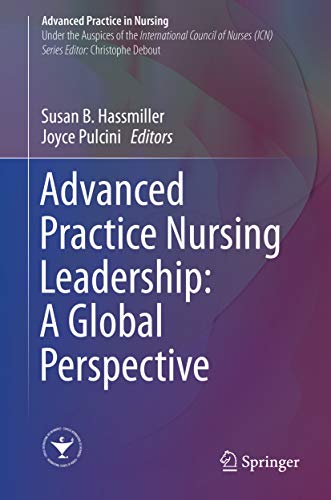 Advanced Practice in Nursing
Under the Auspices of the International Council of Nurses (ICN)
Series Editor: Christophe Debout
Susan B. Hassmiller
Joyce Pulcini Editors
Advanced
Practice Nursing
Leadership:
A Global
Perspective
Springer